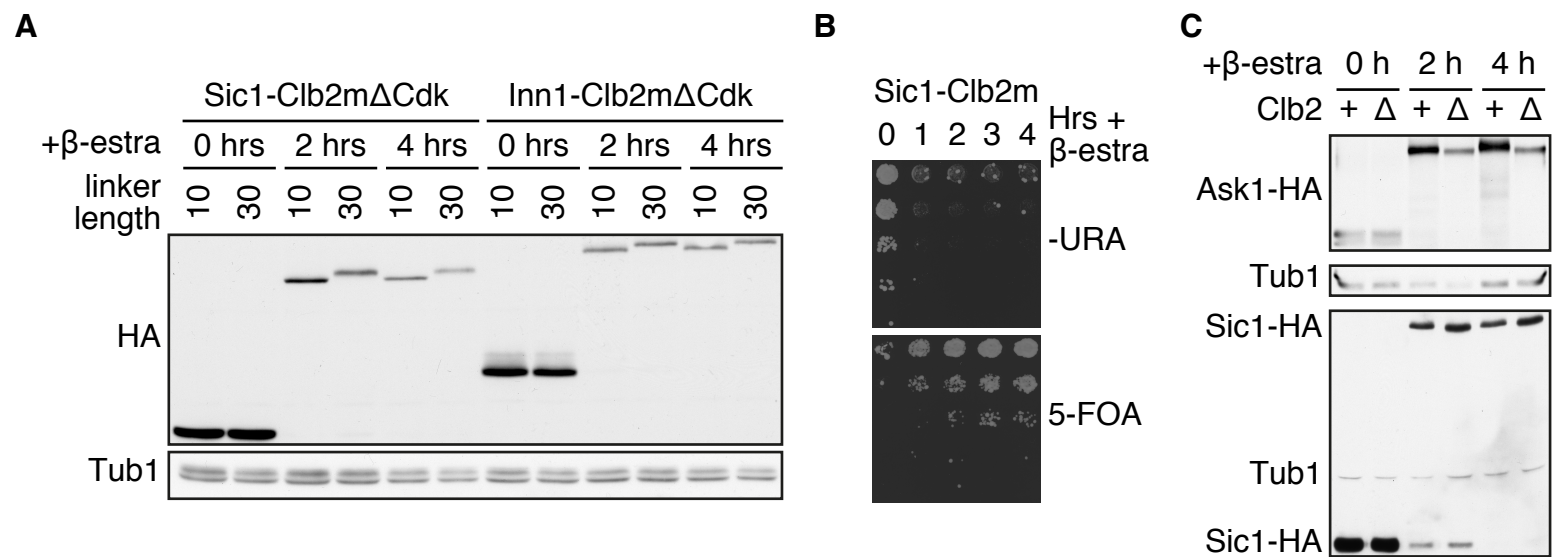 A
Sic1-Clb2mΔCdk Inn1-Clb2mΔCdk
+β-estra 0 hrs 2 hrs 4 hrs 0 hrs 2 hrs 4 hrs
linker length 10 30 10 30 10 30 10 30 10 30 10 30
HA
Tub1
B
Sic1-Clb2m
0 1 2 3 4 Hrs + β-estra
-URA
5-FOA
C
+β-estra 0 h 2 h 4 h
Clb2 + Δ + Δ + Δ
Ask1-HA
Tub1
Sic1-HA
Tub1
Sic1-HA